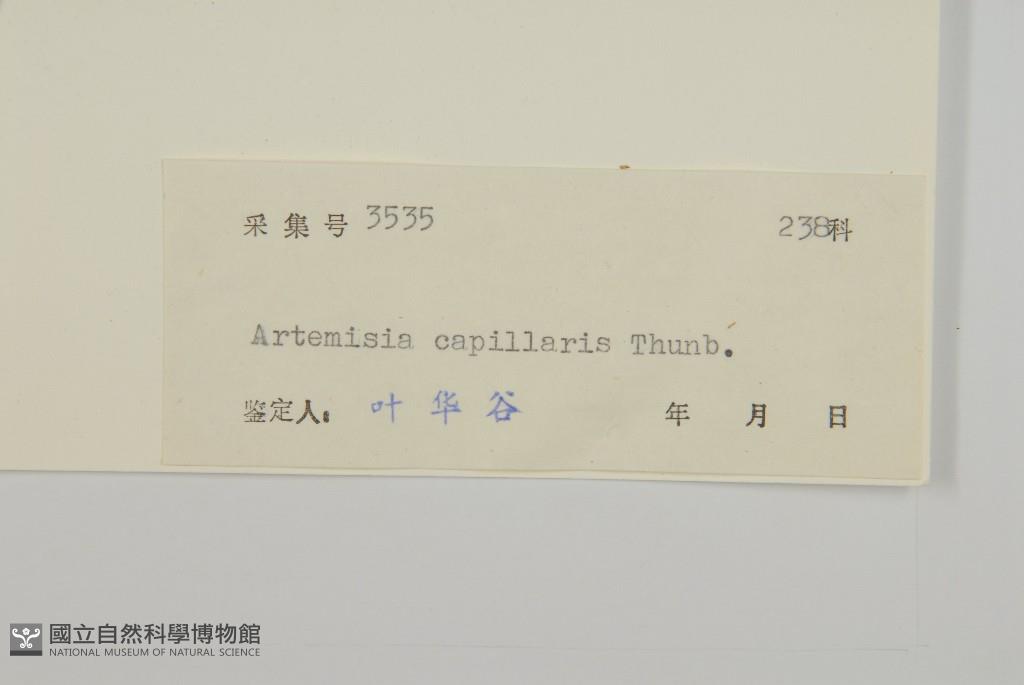 采集号 3535 238科
Artemisia capillaris Thunb.
鉴定人: 叶华谷 年 月 日
國立自然科學博物館
NATIONAL MUSEUM OF NATURAL SCIENCE